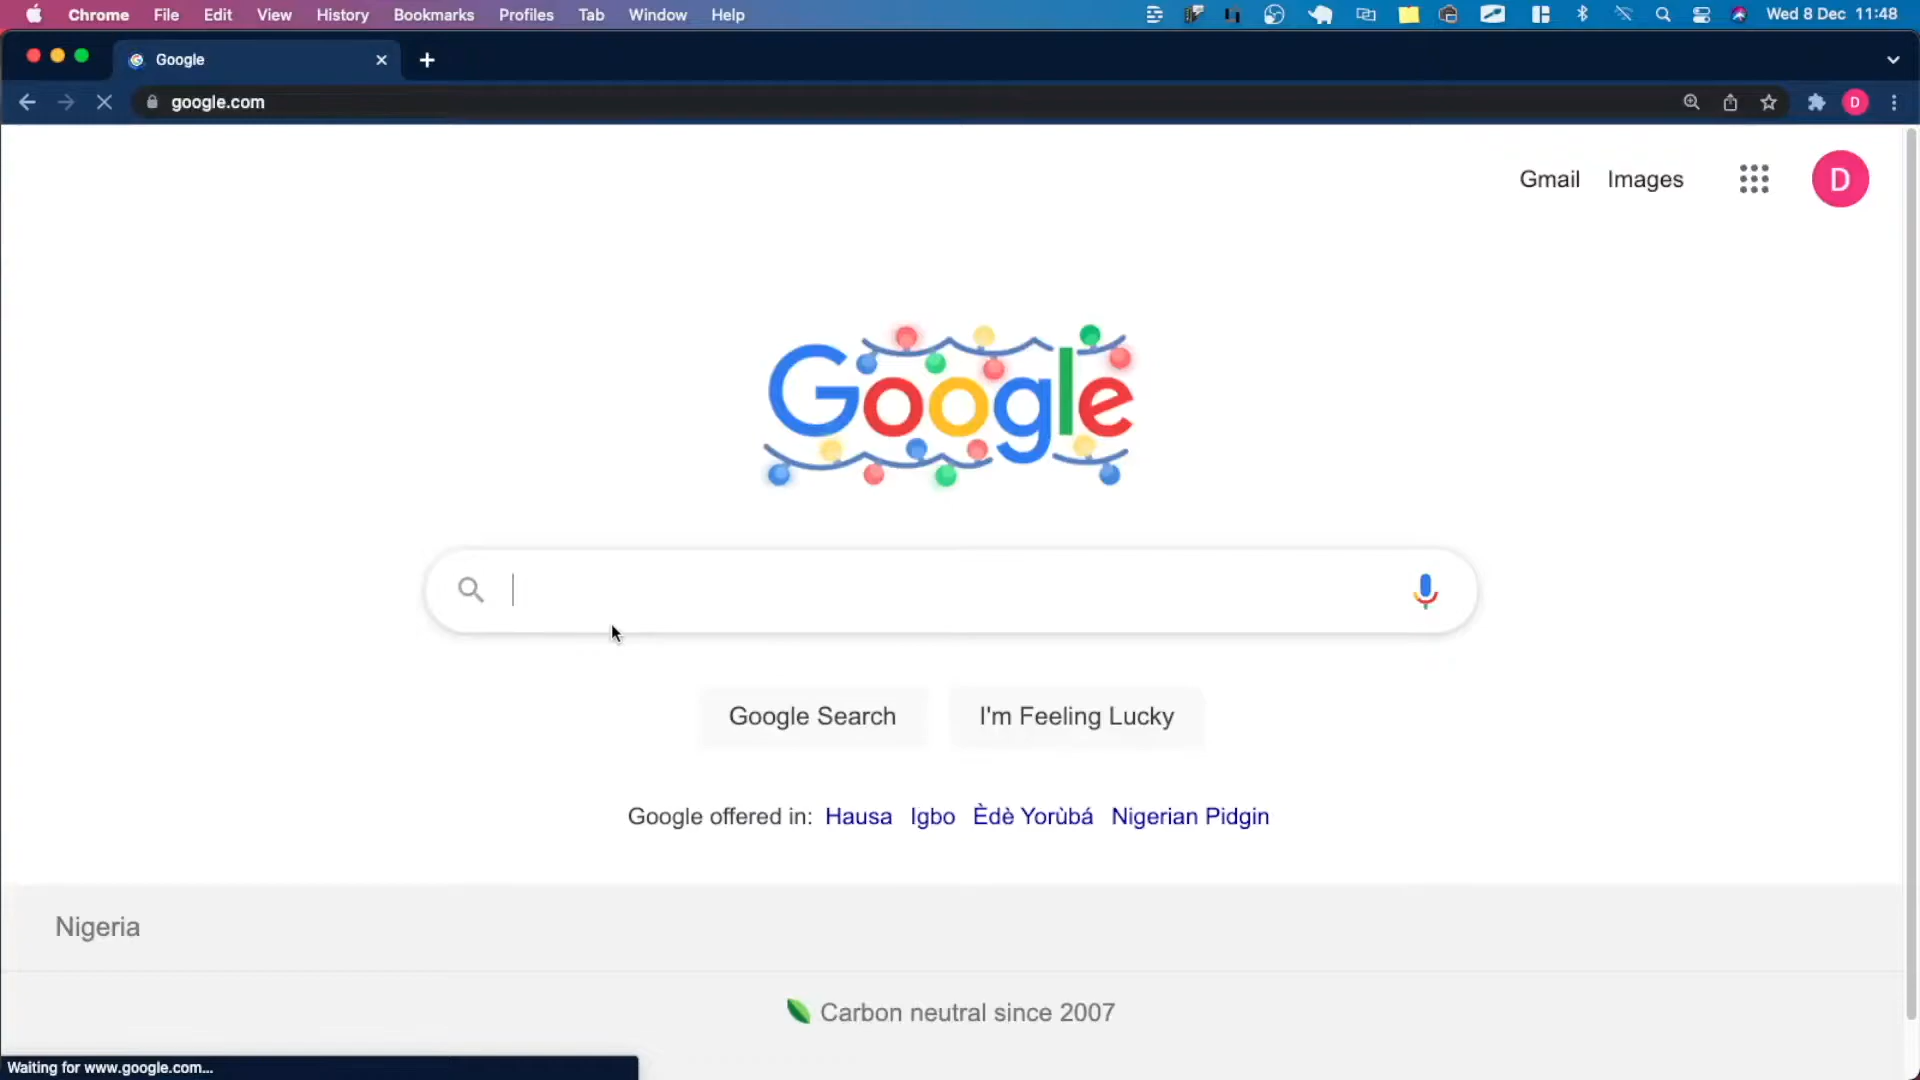 Chrome File Edit View History Bookmarks Profiles Tab Window Help Wed 8 Dec 11:48
Google
google.com D
Gmail Images D
Google
Google Search I'm Feeling Lucky
Google offered in: Hausa Igbo Èdè Yorùbá Nigerian Pidgin
Nigeria
Carbon neutral since 2007
Waiting for www.google.com...